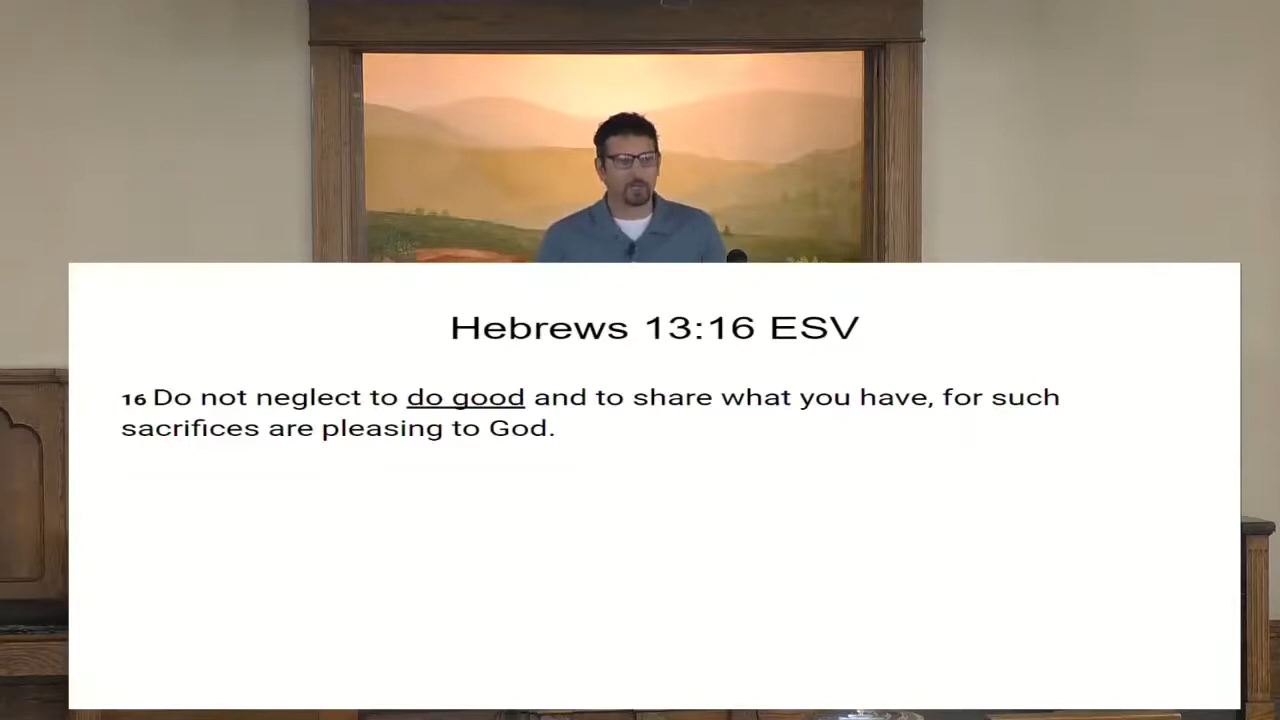 Hebrews 13:16 ESV
16 Do not neglect to do good and to share what you have, for such
sacrifices are pleasing to God.